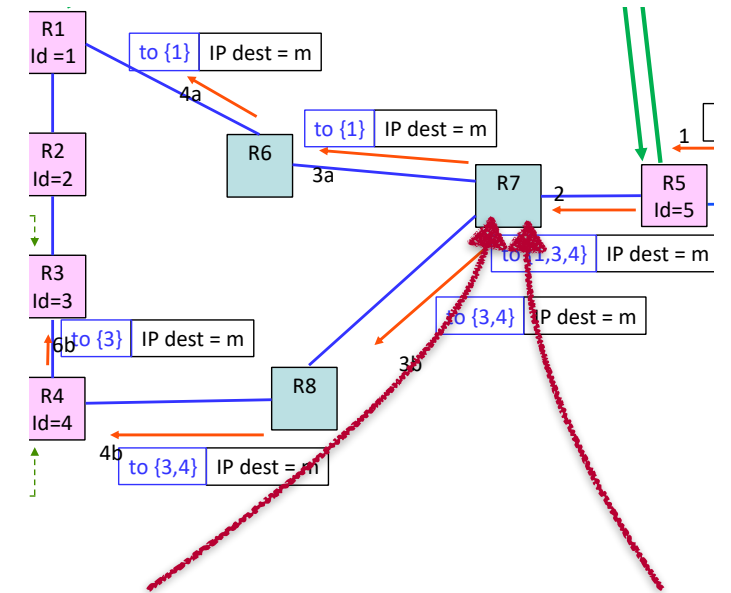 R1
Id =1
to {1} IP dest = m
4a
to {1} IP dest = m
1
R2
Id=2
R6
3a
R7
2
R5
Id=5
to {1,3,4} IP dest = m
R3
Id=3
to {3,4} IP dest = m
6b
to {3} IP dest = m
3b
R8
R4
Id=4
4b
to {3,4} IP dest = m